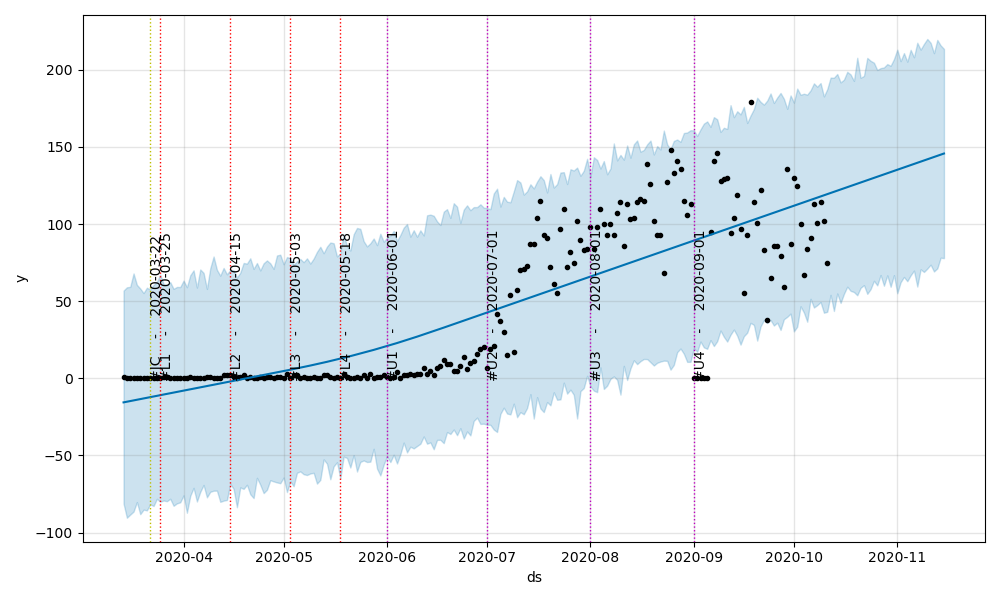 200
150
100
50
0
−50
−100
y
#JC - 2020-03-22
#L1 - 2020-03-25
#L2 - 2020-04-15
#L3 - 2020-05-03
#L4 - 2020-05-18
#U1 - 2020-06-01
#U2 - 2020-07-01
#U3 - 2020-08-01
#U4 - 2020-09-01
2020-04
2020-05
2020-06
2020-07
2020-08
2020-09
2020-10
2020-11
ds